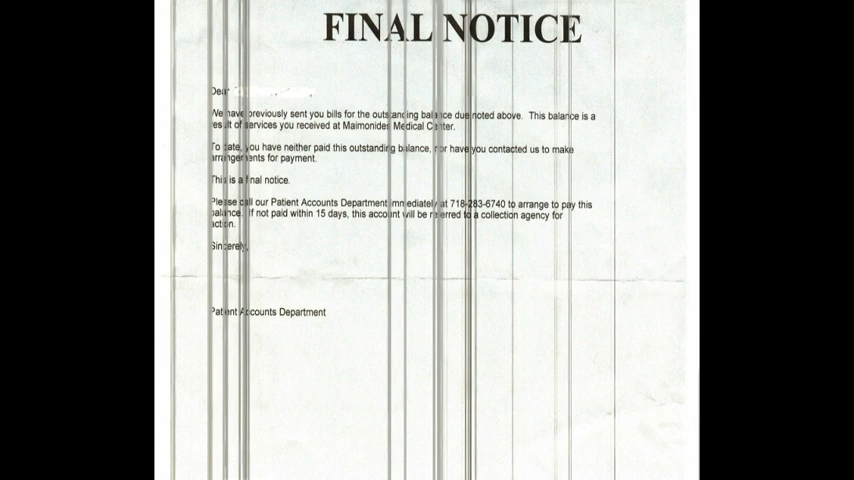 FINAL NOTICE
Dear
We have previously sent you bills for the outstanding balance due noted above. This balance is a
result of services you received at Maimonides Medical Center.
To date, you have neither paid this outstanding balance, nor have you contacted us to make
arrangements for payment.
This is a final notice.
Please call our Patient Accounts Department immediately at 718-283-6740 to arrange to pay this
balance. If not paid within 15 days, this account will be referred to a collection agency for
action.
Sincerely,
Patient Accounts Department